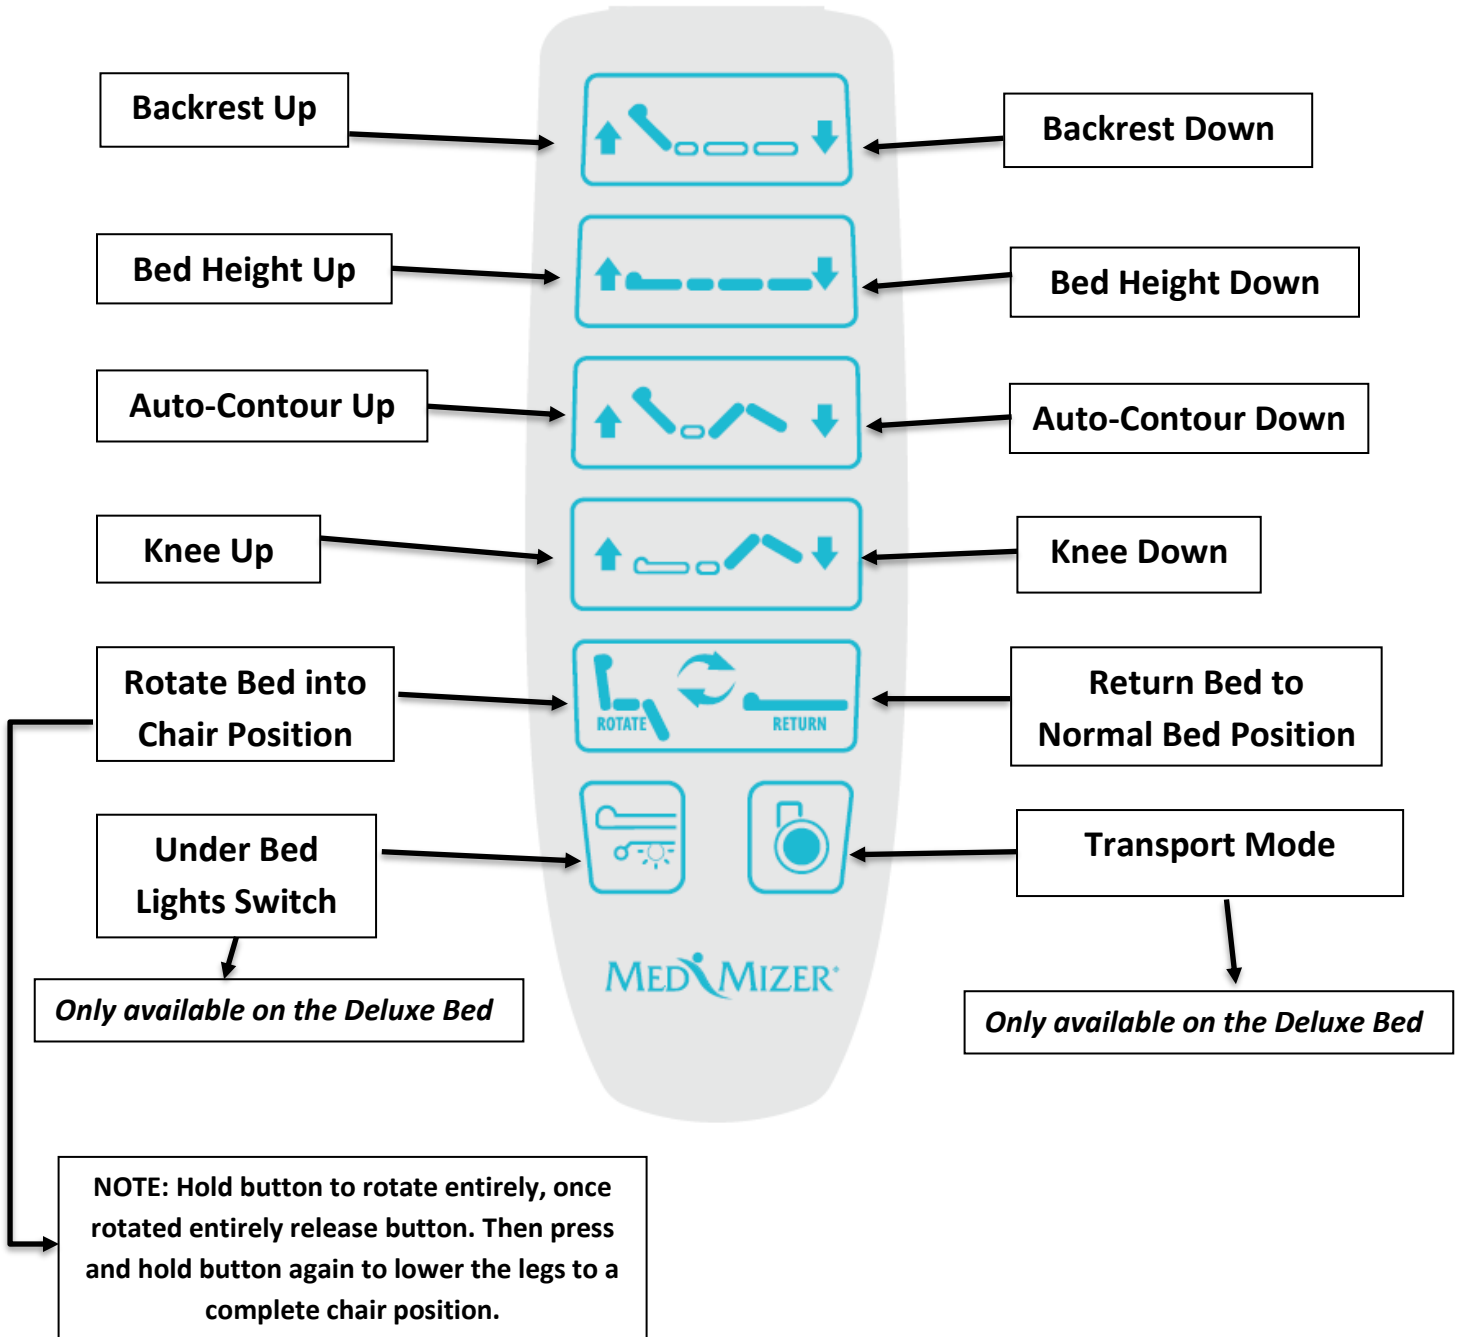 Backrest Up
Backrest Down
Bed Height Up
Bed Height Down
Auto-Contour Up
Auto-Contour Down
Knee Up
Knee Down
Rotate Bed into
Chair Position
ROTATE
RETURN
Return Bed to
Normal Bed Position
Under Bed
Lights Switch
Transport Mode
MEDMIZER®
Only available on the Deluxe Bed
Only available on the Deluxe Bed
NOTE: Hold button to rotate entirely, once
rotated entirely release button. Then press
and hold button again to lower the legs to a
complete chair position.